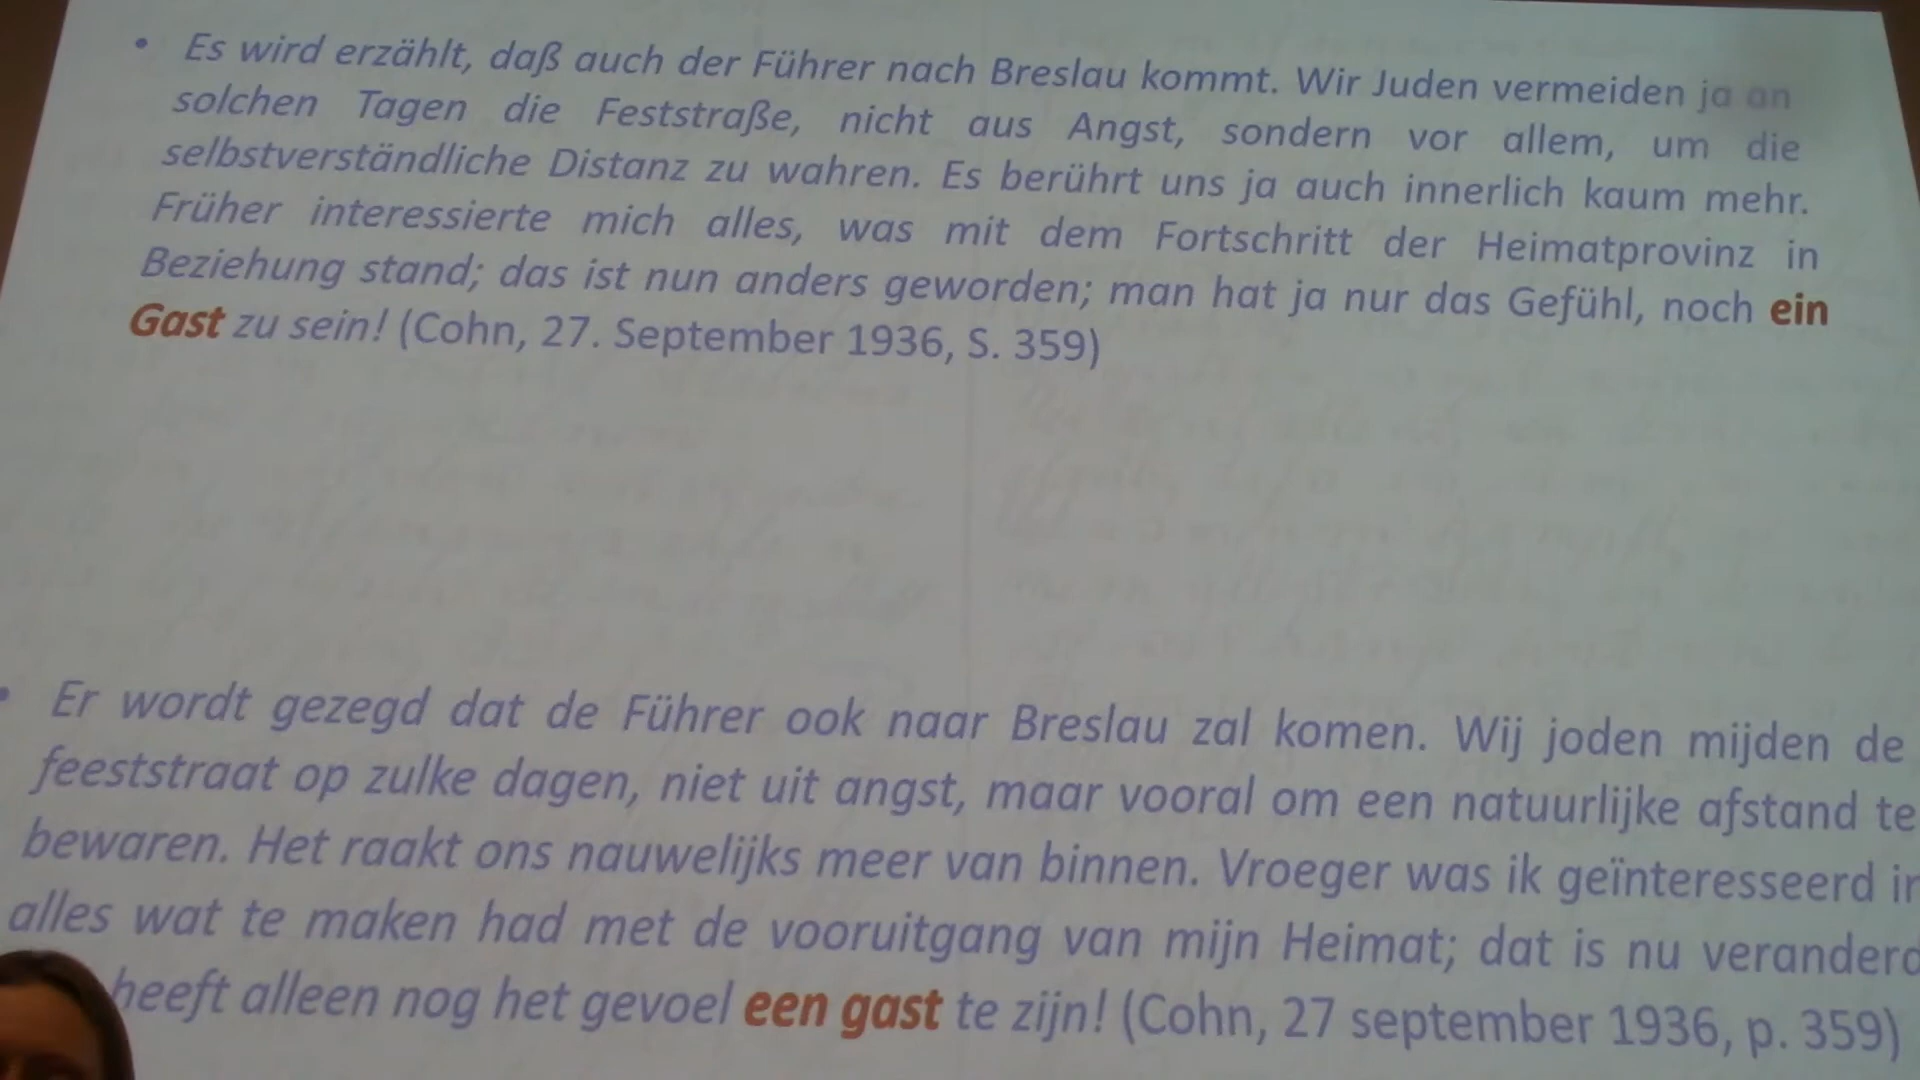 • Es wird erzählt, daß auch der Führer nach Breslau kommt. Wir Juden vermeiden ja an
solchen Tagen die Feststraße, nicht aus Angst, sondern vor allem, um die
selbstverständliche Distanz zu wahren. Es berührt uns ja auch innerlich kaum mehr.
Früher interessierte mich alles, was mit dem Fortschritt der Heimatprovinz in
Beziehung stand; das ist nun anders geworden; man hat ja nur das Gefühl, noch ein
Gast zu sein! (Cohn, 27. September 1936, S. 359)
• Er wordt gezegd dat de Führer ook naar Breslau zal komen. Wij joden mijden de
feeststraat op zulke dagen, niet uit angst, maar vooral om een natuurlijke afstand te
bewaren. Het raakt ons nauwelijks meer van binnen. Vroeger was ik geïnteresseerd
alles wat te maken had met de vooruitgang van mijn Heimat; dat is nu veranderd
heeft alleen nog het gevoel een gast te zijn! (Cohn, 27 september 1936, p. 359)